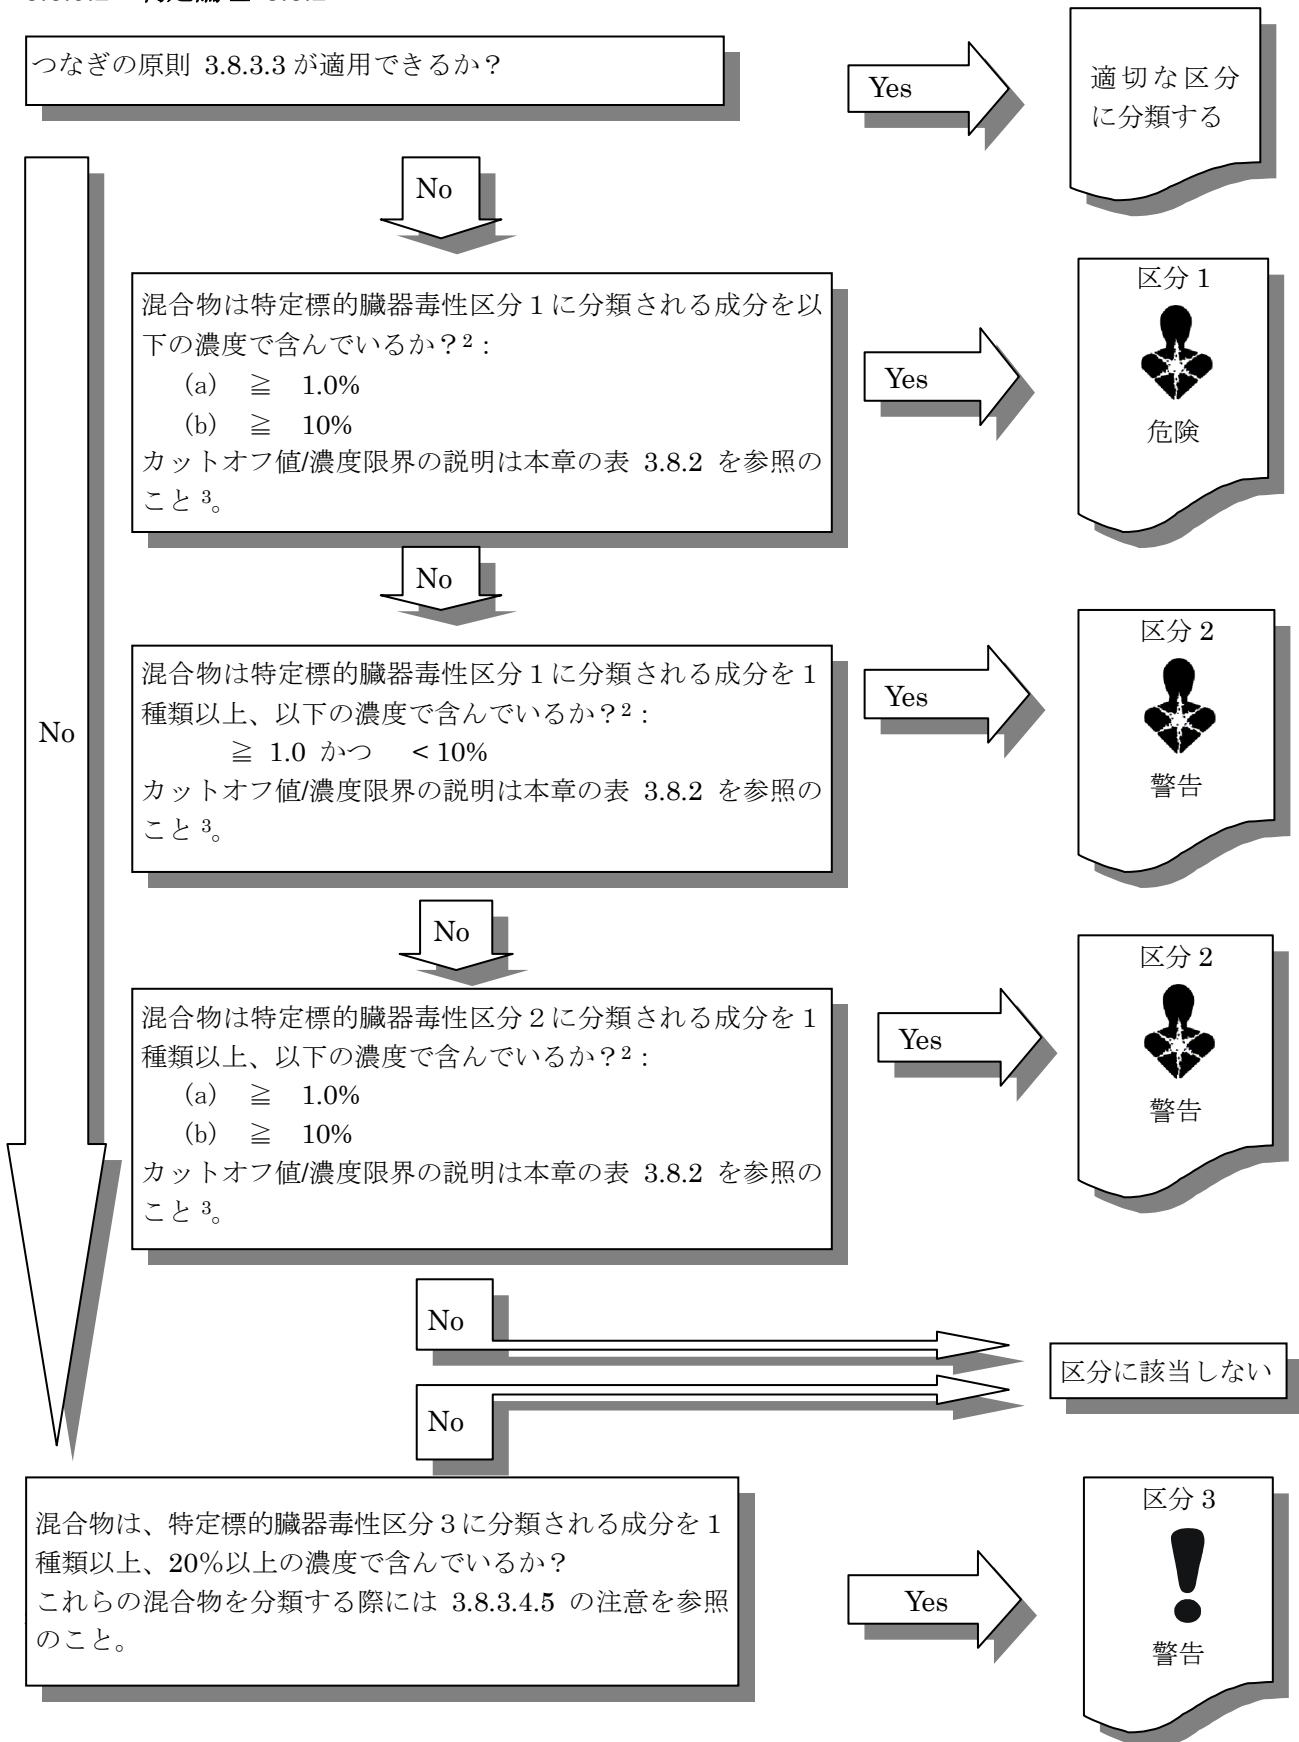 つなぎの原則 3.8.3.3 が適用できるか?
Yes
適切な区分
に分類する
No
No
混合物は特定標的臓器毒性区分1に分類される成分を以
下の濃度で含んでいるか?2:
(a) ≧ 1.0%
(b) ≧ 10%
カットオフ値/濃度限界の説明は本章の表 3.8.2 を参照の
こと 3。
Yes
区分 1
危険
No
混合物は特定標的臓器毒性区分1に分類される成分を1
種類以上、以下の濃度で含んでいるか?2:
≧ 1.0 かつ < 10%
カットオフ値/濃度限界の説明は本章の表 3.8.2 を参照の
こと 3。
Yes
区分 2
警告
No
混合物は特定標的臓器毒性区分2に分類される成分を1
種類以上、以下の濃度で含んでいるか?2:
(a) ≧ 1.0%
(b) ≧ 10%
カットオフ値/濃度限界の説明は本章の表 3.8.2 を参照の
こと 3。
Yes
区分 2
警告
No
区分に該当しない
No
混合物は、特定標的臓器毒性区分3に分類される成分を1
種類以上、20%以上の濃度で含んでいるか?
これらの混合物を分類する際には 3.8.3.4.5 の注意を参照
のこと。
Yes
区分 3
警告